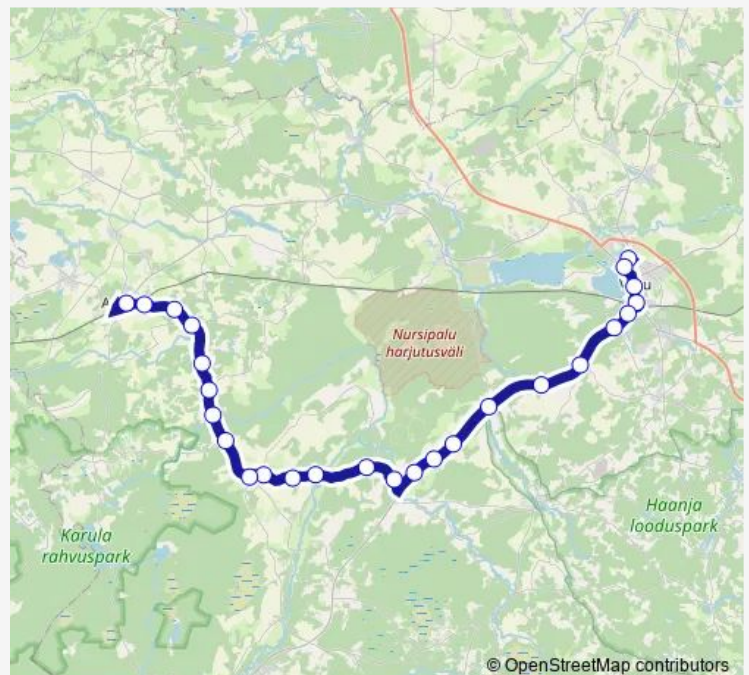 Nursipalu
harjutusväli
Haanja
looduspark
Karula
rahvuspark
© OpenStreetMap contributors